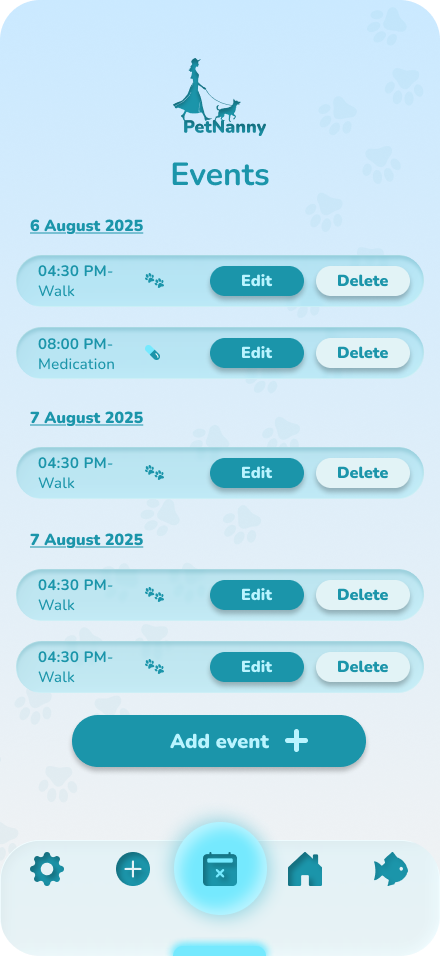 PetNanny
Events
6 August 2025
04:30 PM-
Walk
Edit
Delete
08:00 PM-
Medication
Edit
Delete
7 August 2025
04:30 PM-
Walk
Edit
Delete
7 August 2025
04:30 PM-
Walk
Edit
Delete
04:30 PM-
Walk
Edit
Delete
Add event